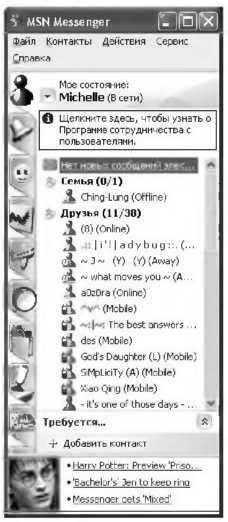 MSN Messenger
Файл Контакты Действия Сервис
Справка
Мое состояние:
Michelle (В сети)
Щелкните здесь, чтобы узнать о
Программе сотрудничества с
пользователями.
Нет новых сообщений элек...
Семья (0/1)
Ching-Lung (Offline)
Друзья (11/38)
(8) (Online)
.:: | i ' l | a d y b u g ::. (...
~ J ~ (Y) (Y) (Away)
~ what moves you ~ (A...
a0z0ra (Online)
(Mobile)
The best answers ...
des (Mobile)
God's Daughter (L) (Mobile)
SiMpLiciTy (A) (Mobile)
Xiao Qing (Mobile)
- it's one of those days - ...
Требуется...
+ Добавить контакт
• Harry Potter: Preview 'Priso...
• 'Bachelor's' Jen to keep ring
• Messenger gets 'Mixed'